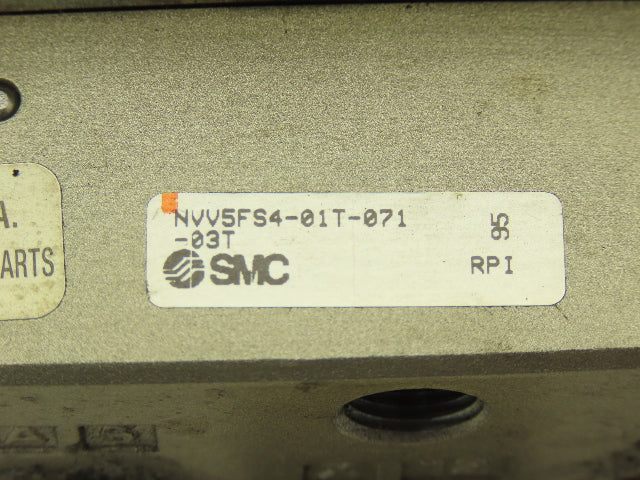 A.
ARTS
NVV5FS4-01T-071
-03T
95
SMC
RPI
A B